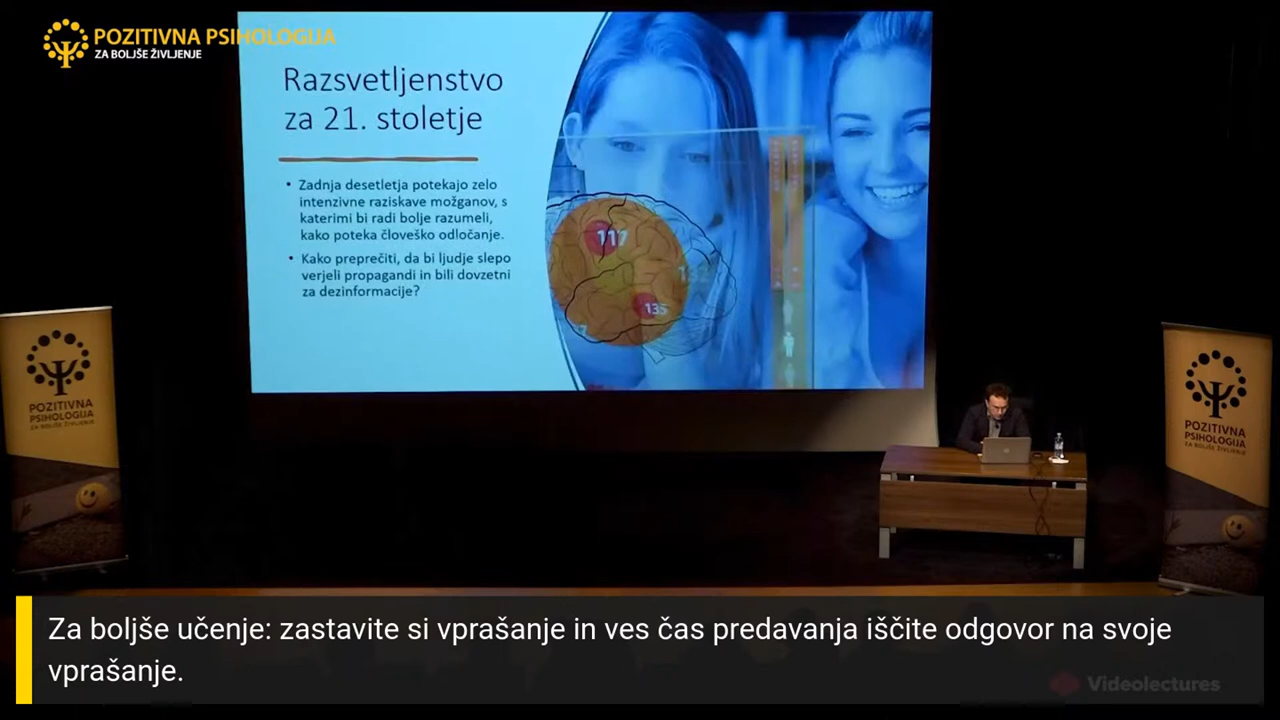 POZITIVNA PSIHOLOGIJA
ZA BOLJŠE ŽIVLJENJE
Razsvetljenstvo
za 21. stoletje
• Zadnja desetletja potekajo zelo
intenzivne raziskave možganov, s
katerimi bi radi bolje razumeli,
kako poteka človeško odločanje.
• Kako preprečiti, da bi ljudje slepo
verjeli propagandi in bili dovzetni
za dezinformacije?
117
135
POZITIVNA
PSIHOLOGIJA
ZA BOLJŠE ŽIVLJENJE
POZITIVNA
PSIHOLOGIJA
ZA BOLJŠE ŽIVLJENJE
Za boljše učenje: zastavite si vprašanje in ves čas predavanja iščite odgovor na svoje
vprašanje.
Videolectures